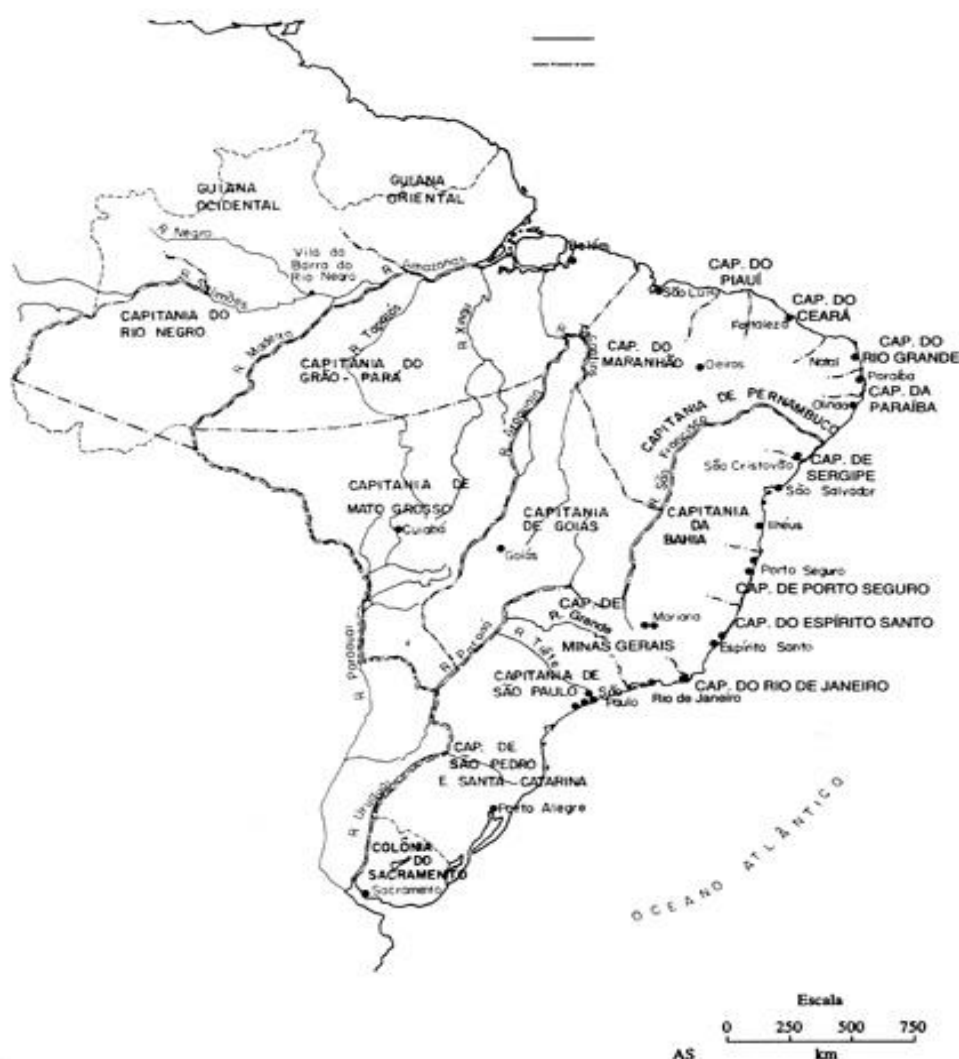 GUIANA
OCIDENTAL
GUIANA
ORIENTAL
R. Negro
Vila da
Barra do
Rio Negro
R. Amazonas
Belém
R. Solimões
CAPITANIA DO
RIO NEGRO
R. Madeira
R. Tapajós
R. Xingu
CAPITANIA DO
GRÃO-PARÁ
São Luís
CAP. DO
PIAUÍ
CAP. DO
CEARÁ
Fortaleza
CAP. DO
MARANHÃO
Oeiras
Natal
CAP. DO
RIO GRANDE
Paraíba
CAP. DA
PARAÍBA
Olinda
CAPITANIA DE PERNAMBUCO
R. São Francisco
São Cristovão
CAP. DE
SERGIPE
São Salvador
CAPITANIA DE
MATO GROSSO
Cuiabá
CAPITANIA
DE GOIÁS
Goiás
CAPITANIA
DA
BAHIA
Ilhéus
Porto Seguro
CAP. DE PORTO SEGURO
CAP. DE
MINAS GERAIS
R. Grande
Mariana
CAP. DO ESPÍRITO SANTO
Espírito Santo
R. Paraguai
R. Paraná
R. Tietê
CAPITANIA DE
SÃO PAULO
São
Paulo
Rio de Janeiro
CAP. DO RIO DE JANEIRO
CAP. DE
SÃO PEDRO
E SANTA-CATARINA
R. Uruguai
Porto Alegre
COLÔNIA
DO
SACRAMENTO
Sacramento
OCEANO ATLÂNTICO
Escala
0 250 500 750
AS km